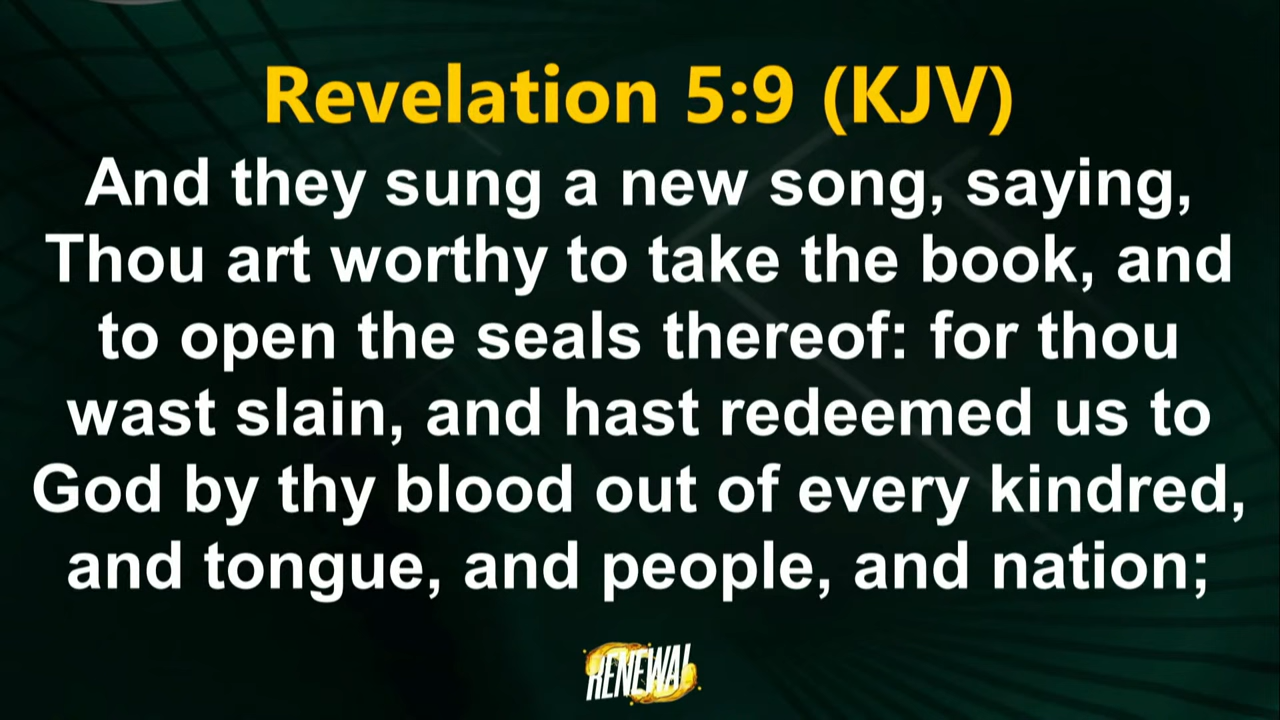 Revelation 5:9 (KJV)
And they sung a new song, saying,
Thou art worthy to take the book, and
to open the seals thereof: for thou
wast slain, and hast redeemed us to
God by thy blood out of every kindred,
and tongue, and people, and nation;
RENEWAL